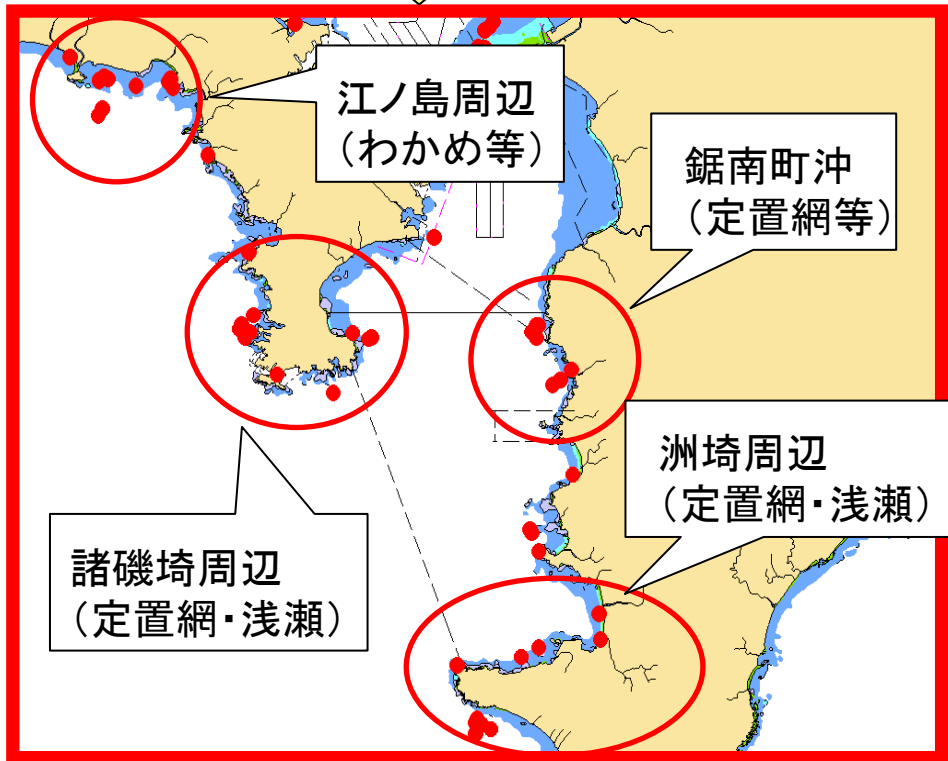 江ノ島周辺
（わかめ等）
鋸南町沖
（定置網等）
洲埼周辺
（定置網・浅瀬）
諸磯埼周辺
（定置網・浅瀬）